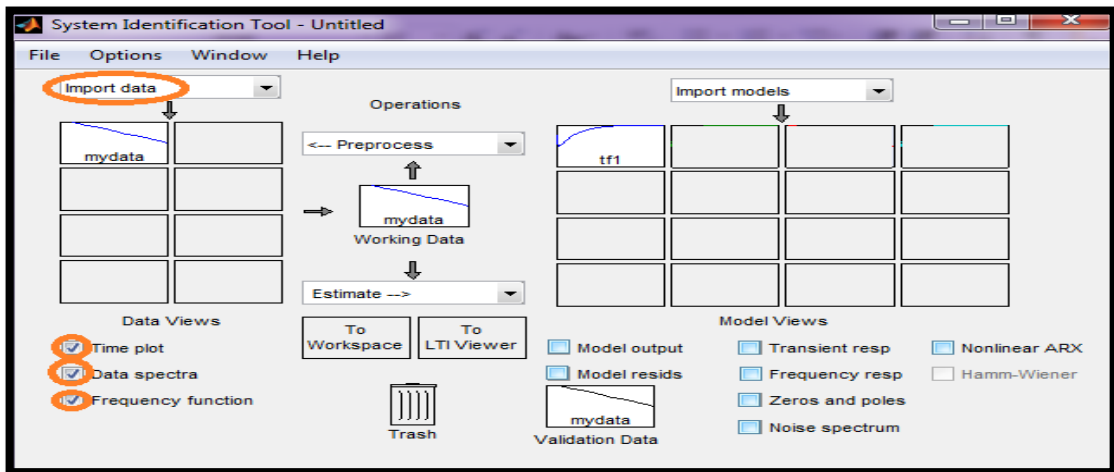 System Identification Tool - Untitled
File Options Window Help
Import data
Operations
Import models
mydata
<-- Preprocess
tf1
mydata
Working Data
Estimate -->
Data Views
To Workspace
To LTI Viewer
Model Views
Time plot
Data spectra
Frequency function
Trash
Model output
Model resids
mydata
Validation Data
Transient resp
Frequency resp
Zeros and poles
Noise spectrum
Nonlinear ARX
Hamm-Wiener